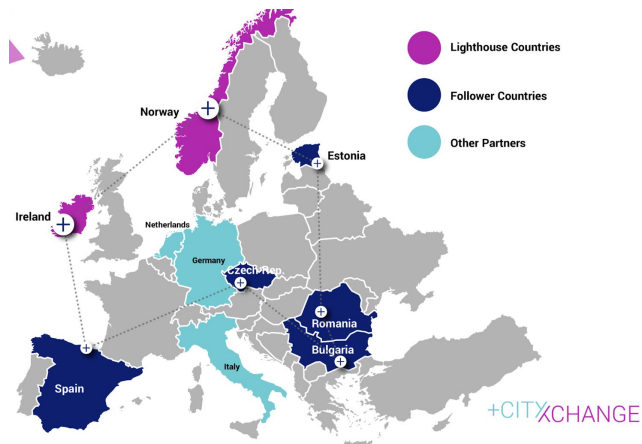 Lighthouse Countries
Norway
Follower Countries
Other Partners
Estonia
Ireland
Netherlands
Germany
Czech Rep.
Romania
Bulgaria
Italy
Spain
+CITYXCHANGE